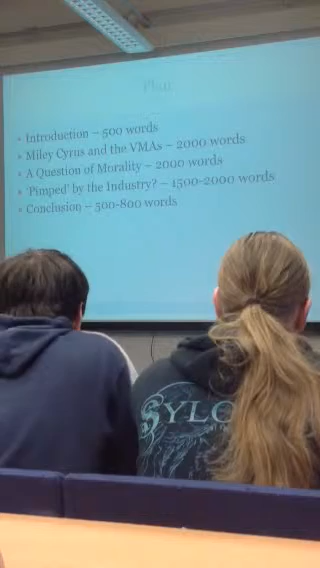 Plan
Introduction – 500 words
Miley Cyrus and the VMAs – 2000 words
A Question of Morality – 2000 words
'Pimped' by the Industry? – 1500-2000 words
Conclusion – 500-800 words
SYLO